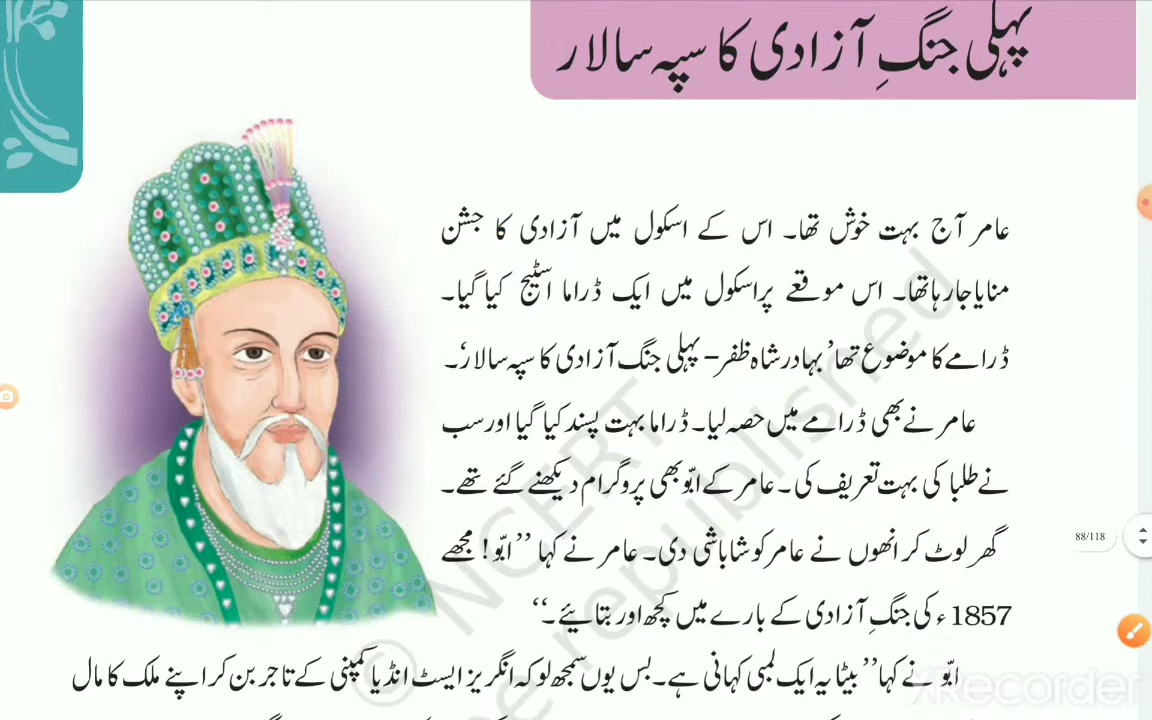 پہلی جنگِ آزادی کا سپہ سالار
عامر آج بہت خوش تھا۔ اس کے اسکول میں آزادی کا جشن
منایا جا رہا تھا۔ اس موقعے پر اسکول میں ایک ڈراما اسٹیج کیا گیا۔
ڈرامے کا موضوع تھا ’بہادر شاہ ظفر – پہلی جنگ آزادی کا سپہ سالار‘۔
عامر نے بھی ڈرامے میں حصہ لیا۔ ڈراما بہت پسند کیا گیا اور سب
نے طلبا کی بہت تعریف کی۔ عامر کے ابّو بھی پروگرام دیکھنے گئے تھے۔
گھر لوٹ کر انھوں نے عامر کو شاباشی دی۔ عامر نے کہا ”ابّو! مجھے
1857ء کی جنگِ آزادی کے بارے میں کچھ اور بتائیے۔“
ابّو نے کہا ”بیٹا یہ ایک لمبی کہانی ہے۔ بس یوں سمجھ لو کہ انگریز ایسٹ انڈیا کمپنی کے تاجر بن کر اپنے ملک کا مال
88/118
© NCERT
republished
XRecorder